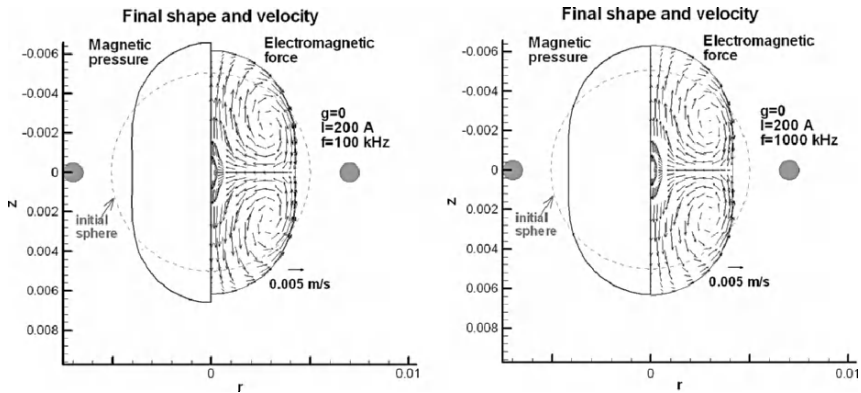 Final shape and velocity
Magnetic
pressure
Electromagnetic
force
g=0
I=200 A
f=100 kHz
initial
sphere
0.005 m/s
-0.006
-0.004
-0.002
0
0.002
0.004
0.006
0.008
z
0
0.01
r
Final shape and velocity
Magnetic
pressure
Electromagnetic
force
g=0
I=200 A
f=1000 kHz
initial
sphere
0.005 m/s
-0.006
-0.004
-0.002
0
0.002
0.004
0.006
0.008
z
0
0.01
r